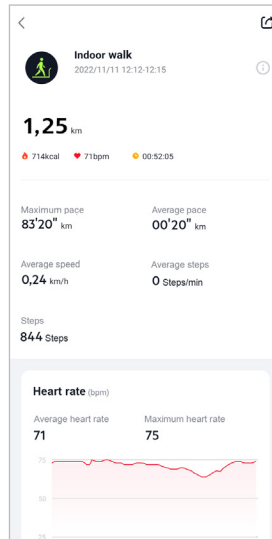 Indoor walk
2022/11/11 12:12-12:15
1,25 km
714kcal 71bpm 00:52:05
Maximum pace Average pace
83'20" km 00'20" km
Average speed Average steps
0,24 km/h 0 Steps/min
Steps
844 Steps
Heart rate (bpm)
Average heart rate Maximum heart rate
71 75
75
50
25